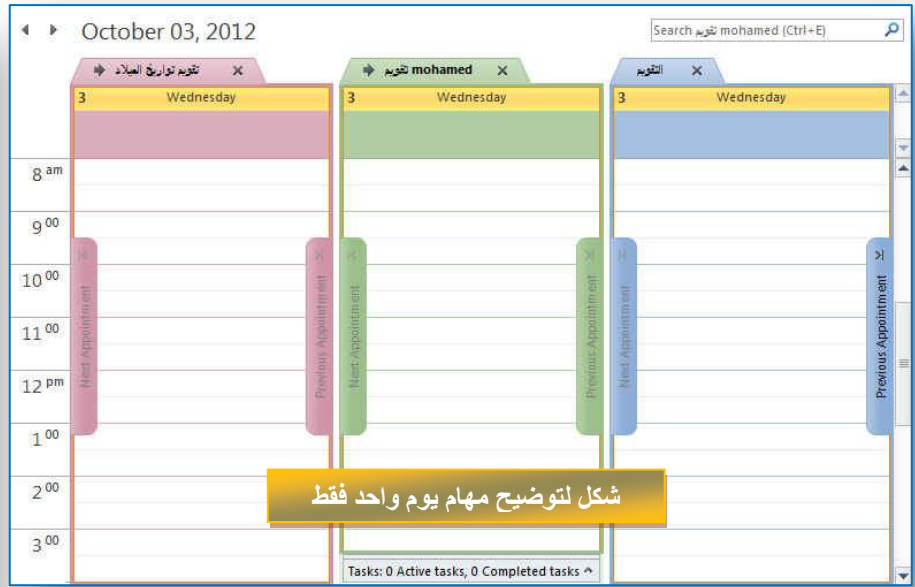 October 03, 2012
Search تقويم mohamed (Ctrl+E)
تقويم تواريخ الميلاد
تقويم mohamed
التقويم
3 Wednesday
3 Wednesday
3 Wednesday
8 am
9 00
10 00
11 00
12 pm
1 00
2 00
3 00
Next Appointment
Previous Appointment
Next Appointment
Previous Appointment
Next Appointment
Previous Appointment
شكل لتوضيح مهام يوم واحد فقط
Tasks: 0 Active tasks, 0 Completed tasks